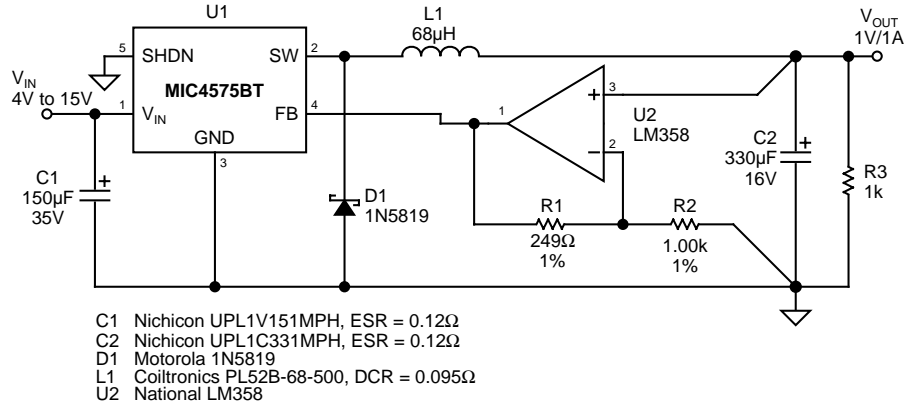 U1
L1
68µH
V_OUT
1V/1A
5
SHDN
SW
2
MIC4575BT
V_IN
4V to 15V
1
V_IN
FB
4
GND
3
1
+
3
−
2
U2
LM358
C1
150µF
35V
+
D1
1N5819
R1
249Ω
1%
R2
1.00k
1%
C2
330µF
16V
+
R3
1k
C1 Nichicon UPL1V151MPH, ESR = 0.12Ω
C2 Nichicon UPL1C331MPH, ESR = 0.12Ω
D1 Motorola 1N5819
L1 Coiltronics PL52B-68-500, DCR = 0.095Ω
U2 National LM358